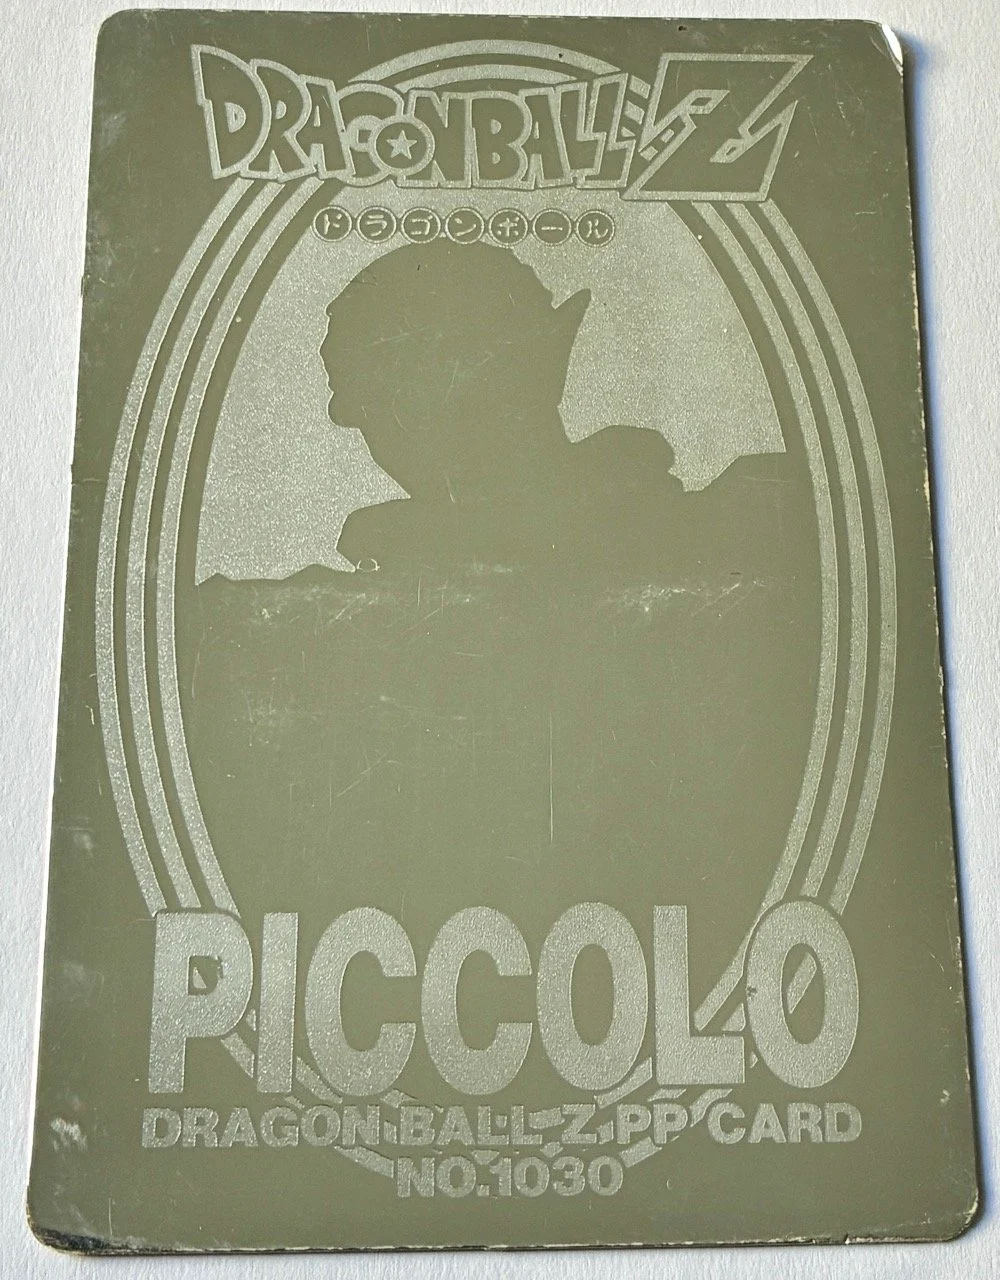 DRAGONBALL Z
ドラゴンボール
PICCOLO
DRAGON BALL Z PP CARD
NO.1030